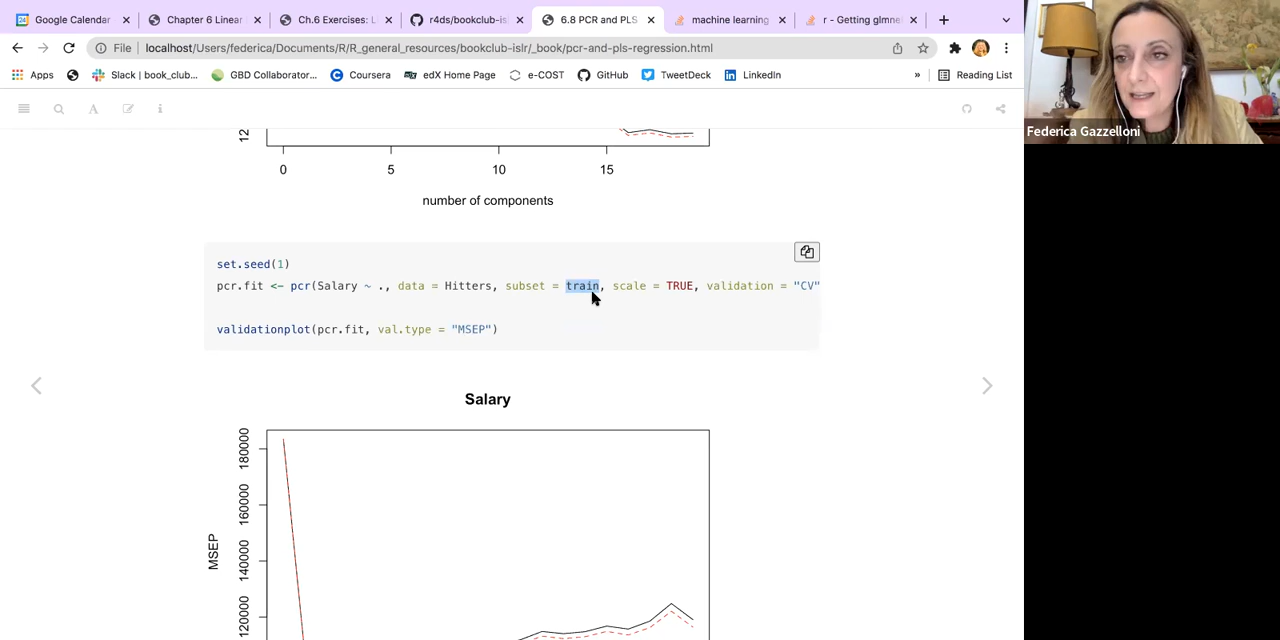 Google Calendar
Chapter 6 Linear
Ch.6 Exercises: L
r4ds/bookclub-is
6.8 PCR and PLS
machine learning
r - Getting glmne
File
localhost/Users/federica/Documents/R/R_general_resources/bookclub-islr/_book/pcr-and-pls-regression.html
Apps
Slack | book_club...
GBD Collaborator...
Coursera
edX Home Page
e-COST
GitHub
TweetDeck
LinkedIn
»
Reading List
Federica Gazzelloni
12
0 5 10 15
number of components
set.seed(1)
pcr.fit <- pcr(Salary ~ ., data = Hitters, subset = train, scale = TRUE, validation = "CV"
validationplot(pcr.fit, val.type = "MSEP")
Salary
180000
160000
140000
120000
MSEP